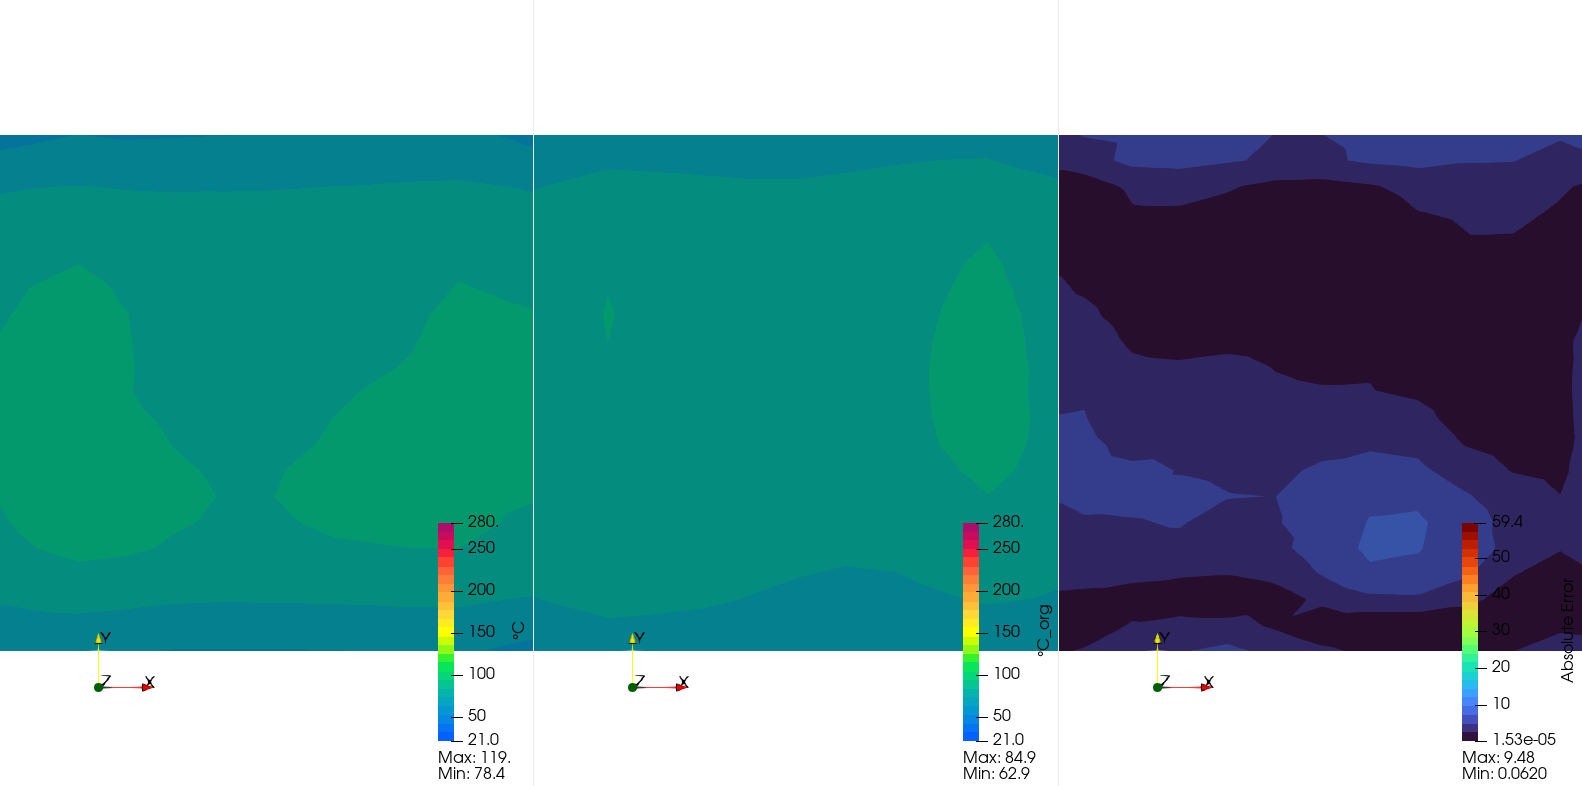 280.
250
200
150
100
50
21.0
°C
Max: 119.
Min: 78.4
Y
Z
X
280.
250
200
150
100
50
21.0
°C_org
Max: 84.9
Min: 62.9
Y
Z
X
59.4
50
40
30
20
10
1.53e-05
Absolute Error
Max: 9.48
Min: 0.0620
Y
Z
X